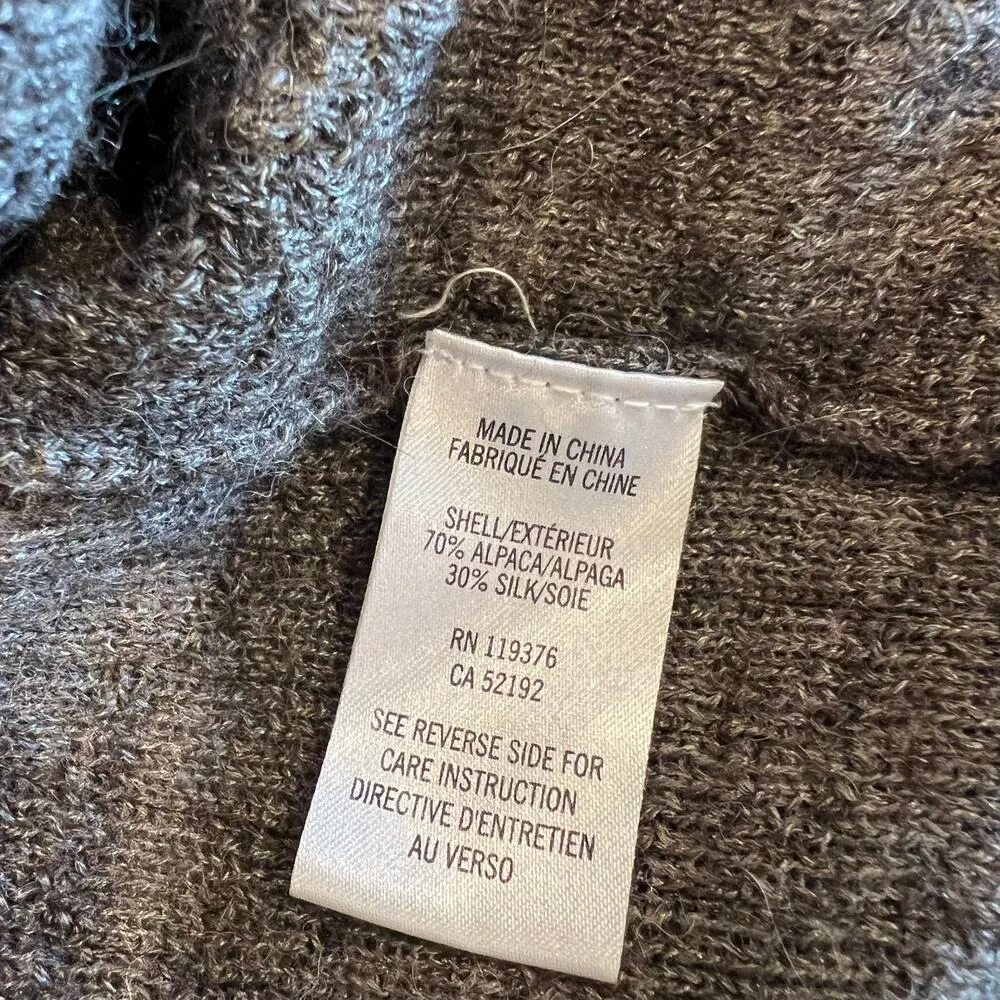 MADE IN CHINA
FABRIQUÉ EN CHINE
SHELL/EXTÉRIEUR
70% ALPACA/ALPAGA
30% SILK/SOIE
RN 119376
CA 52192
SEE REVERSE SIDE FOR
CARE INSTRUCTION
DIRECTIVE D'ENTRETIEN
AU VERSO